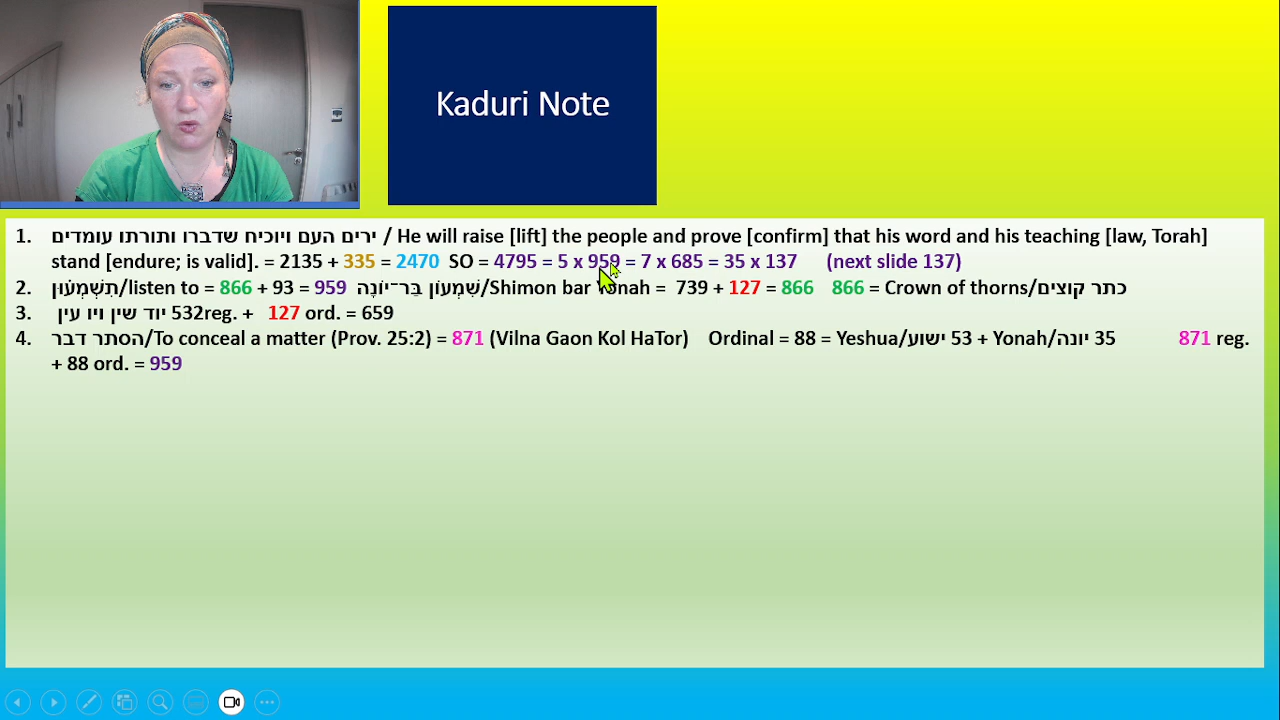 Kaduri Note
1. ירים העם ויוכיח שדברו ותורתו עומדים / He will raise [lift] the people and prove [confirm] that his word and his teaching [law, Torah]
stand [endure; is valid]. = 2135 + 335 = 2470 SO = 4795 = 5 x 959 = 7 x 685 = 35 x 137 (next slide 137)
2. תִּשְׁמְעוּן/listen to = 866 + 93 = 959 שִׁמְעוֹן בַּר־יוֹנָה/Shimon bar Yonah = 739 + 127 = 866 866 = Crown of thorns/כתר קוצים
3. יוד שין ויו עין 532reg. + 127 ord. = 659
4. הסתר דבר/To conceal a matter (Prov. 25:2) = 871 (Vilna Gaon Kol HaTor) Ordinal = 88 = Yeshua/ישוע 53 + Yonah/יונה 35 871 reg.
+ 88 ord. = 959